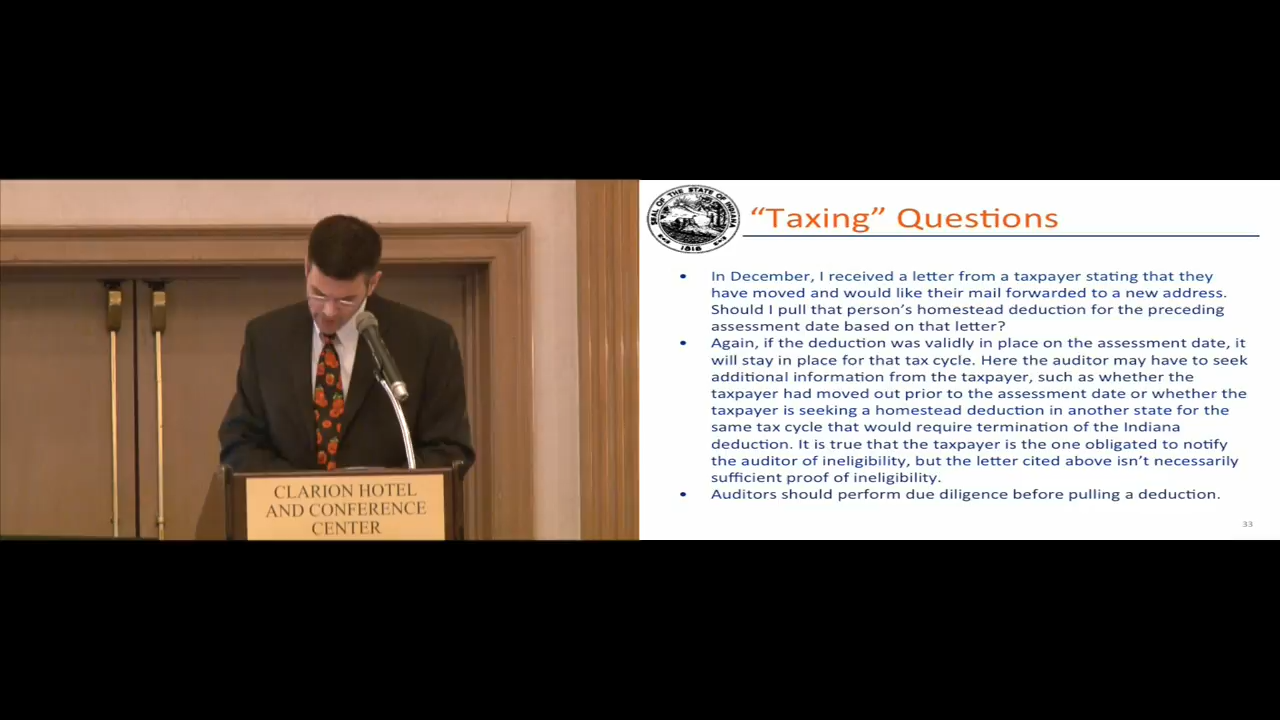 CLARION HOTEL
AND CONFERENCE
CENTER
SEAL OF THE STATE OF INDIANA
1816
“Taxing” Questions
• In December, I received a letter from a taxpayer stating that they
have moved and would like their mail forwarded to a new address.
Should I pull that person’s homestead deduction for the preceding
assessment date based on that letter?
• Again, if the deduction was validly in place on the assessment date, it
will stay in place for that tax cycle. Here the auditor may have to seek
additional information from the taxpayer, such as whether the
taxpayer had moved out prior to the assessment date or whether the
taxpayer is seeking a homestead deduction in another state for the
same tax cycle that would require termination of the Indiana
deduction. It is true that the taxpayer is the one obligated to notify
the auditor of ineligibility, but the letter cited above isn’t necessarily
sufficient proof of ineligibility.
• Auditors should perform due diligence before pulling a deduction.
33